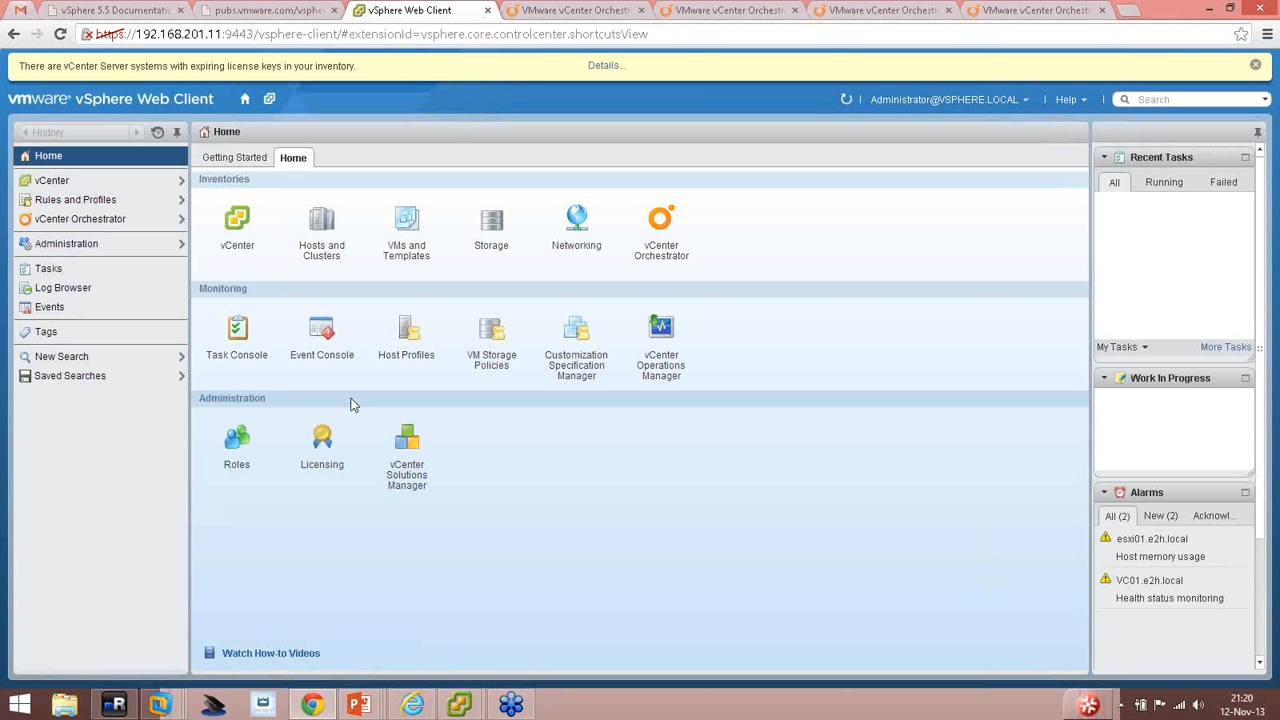 vSphere 5.5 Documentatic
pubs.vmware.com/vsphe
vSphere Web Client
VMware vCenter Orchestr
VMware vCenter Orchestr
VMware vCenter Orchestr
VMware vCenter Orchestr
https://192.168.201.11:9443/vsphere-client/#extensionId=vsphere.core.controlcenter.shortcutsView
There are vCenter Server systems with expiring license keys in your inventory.
Details...
vmware® vSphere Web Client
Administrator@VSPHERE.LOCAL
Help
Search
History
Home
vCenter
Rules and Profiles
vCenter Orchestrator
Administration
Tasks
Log Browser
Events
Tags
New Search
Saved Searches
Home
Getting Started
Home
Inventories
vCenter
Hosts and
Clusters
VMs and
Templates
Storage
Networking
vCenter
Orchestrator
Monitoring
Task Console
Event Console
Host Profiles
VM Storage
Policies
Customization
Specification
Manager
vCenter
Operations
Manager
Administration
Roles
Licensing
vCenter
Solutions
Manager
Watch How-to Videos
Recent Tasks
All
Running
Failed
My Tasks
More Tasks
Work In Progress
Alarms
All (2)
New (2)
Acknowl...
esxi01.e2h.local
Host memory usage
VC01.e2h.local
Health status monitoring
21:20
12-Nov-13